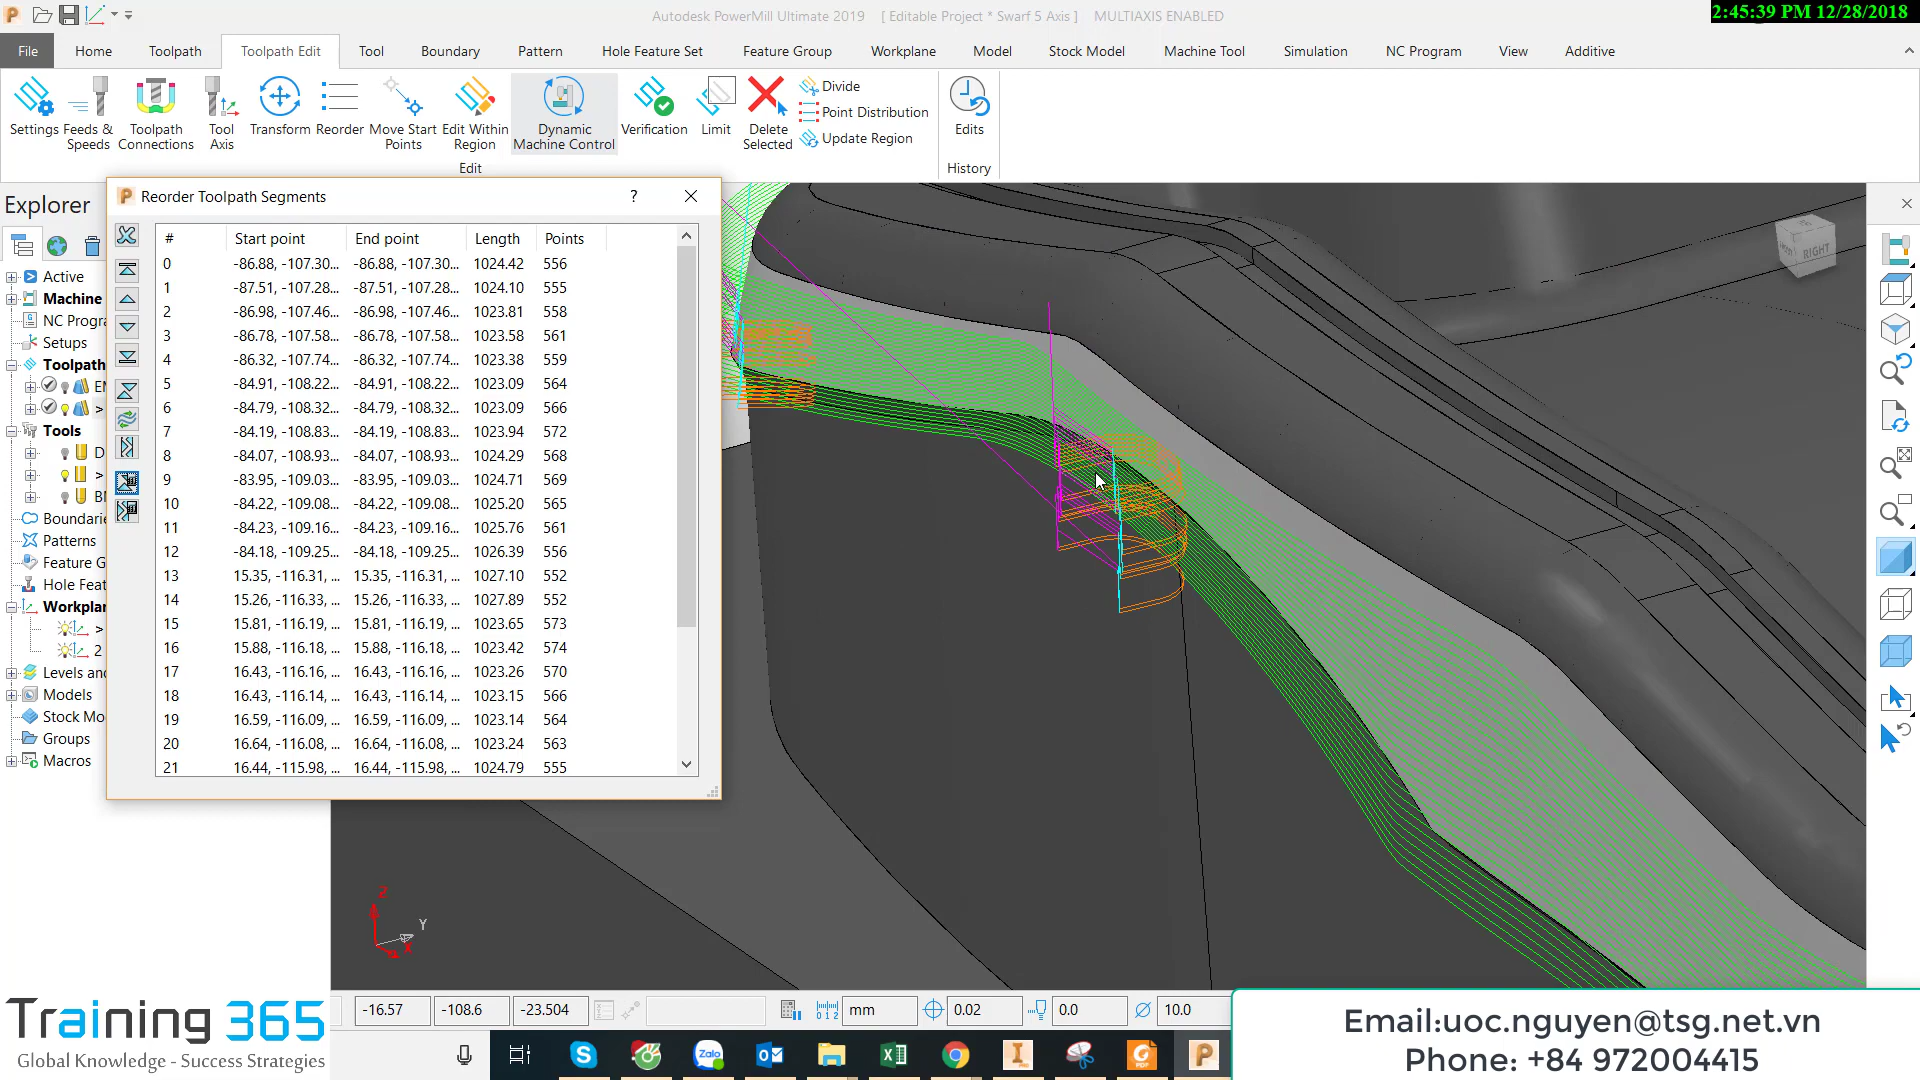 Autodesk PowerMill Ultimate 2019 [ Editable Project * Swarf 5 Axis ] MULTIAXIS ENABLED
2:45:39 PM 12/28/2018
File Home Toolpath Toolpath Edit Tool Boundary Pattern Hole Feature Set Feature Group Workplane Model Stock Model Machine Tool Simulation NC Program View Additive
Settings Feeds & Speeds Toolpath Connections Tool Axis Transform Reorder Move Start Points Edit Within Region Dynamic Machine Control Verification Limit Delete Selected
Divide
Point Distribution
Update Region
Edits
Edit History
Explorer
Active
Machine
NC Progra
Setups
Toolpath
EM
>
Tools
D
>
BN
Boundarie
Patterns
Feature G
Hole Feat
Workplar
>
2
Levels and
Models
Stock Mo
Groups
Macros
Reorder Toolpath Segments ?
# Start point End point Length Points
0 -86.88, -107.30... -86.88, -107.30... 1024.42 556
1 -87.51, -107.28... -87.51, -107.28... 1024.10 555
2 -86.98, -107.46... -86.98, -107.46... 1023.81 558
3 -86.78, -107.58... -86.78, -107.58... 1023.58 561
4 -86.32, -107.74... -86.32, -107.74... 1023.38 559
5 -84.91, -108.22... -84.91, -108.22... 1023.09 564
6 -84.79, -108.32... -84.79, -108.32... 1023.09 566
7 -84.19, -108.83... -84.19, -108.83... 1023.94 572
8 -84.07, -108.93... -84.07, -108.93... 1024.29 568
9 -83.95, -109.03... -83.95, -109.03... 1024.71 569
10 -84.22, -109.08... -84.22, -109.08... 1025.20 565
11 -84.23, -109.16... -84.23, -109.16... 1025.76 561
12 -84.18, -109.25... -84.18, -109.25... 1026.39 556
13 15.35, -116.31, ... 15.35, -116.31, ... 1027.10 552
14 15.26, -116.33, ... 15.26, -116.33, ... 1027.89 552
15 15.81, -116.19, ... 15.81, -116.19, ... 1023.65 573
16 15.88, -116.18, ... 15.88, -116.18, ... 1023.42 574
17 16.43, -116.16, ... 16.43, -116.16, ... 1023.26 570
18 16.43, -116.14, ... 16.43, -116.14, ... 1023.15 566
19 16.59, -116.09, ... 16.59, -116.09, ... 1023.14 564
20 16.64, -116.08, ... 16.64, -116.08, ... 1023.24 563
21 16.44, -115.98, ... 16.44, -115.98, ... 1024.79 555
RIGHT
Z
Y
X
-16.57 -108.6 -23.504 mm 0.02 0.0 10.0
Training 365
Global Knowledge - Success Strategies
Zalo
Email:uoc.nguyen@tsg.net.vn
Phone: +84 972004415